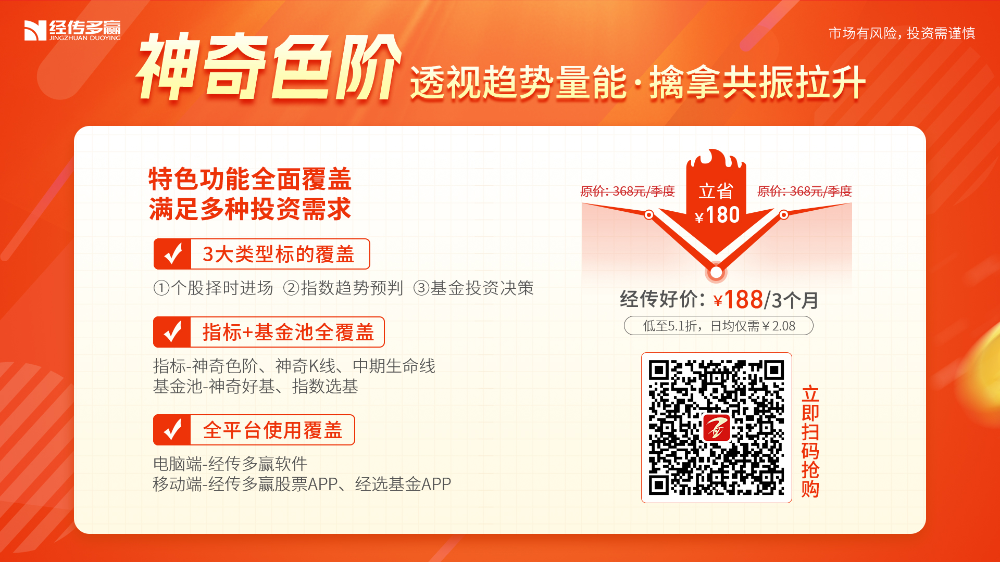 经传多赢
JINGZHUAN DUOYING
市场有风险，投资需谨慎
神奇色阶 透视趋势量能·擒拿共振拉升
特色功能全面覆盖
满足多种投资需求
3大类型标的覆盖
①个股择时进场 ②指数趋势预判 ③基金投资决策
指标+基金池全覆盖
指标-神奇色阶、神奇K线、中期生命线
基金池-神奇好基、指数选基
全平台使用覆盖
电脑端-经传多赢软件
移动端-经传多赢股票APP、经选基金APP
原价：368元/季度
立省
¥180
原价：368元/季度
经传好价：¥188/3个月
低至5.1折，日均仅需¥2.08
立即扫码抢购